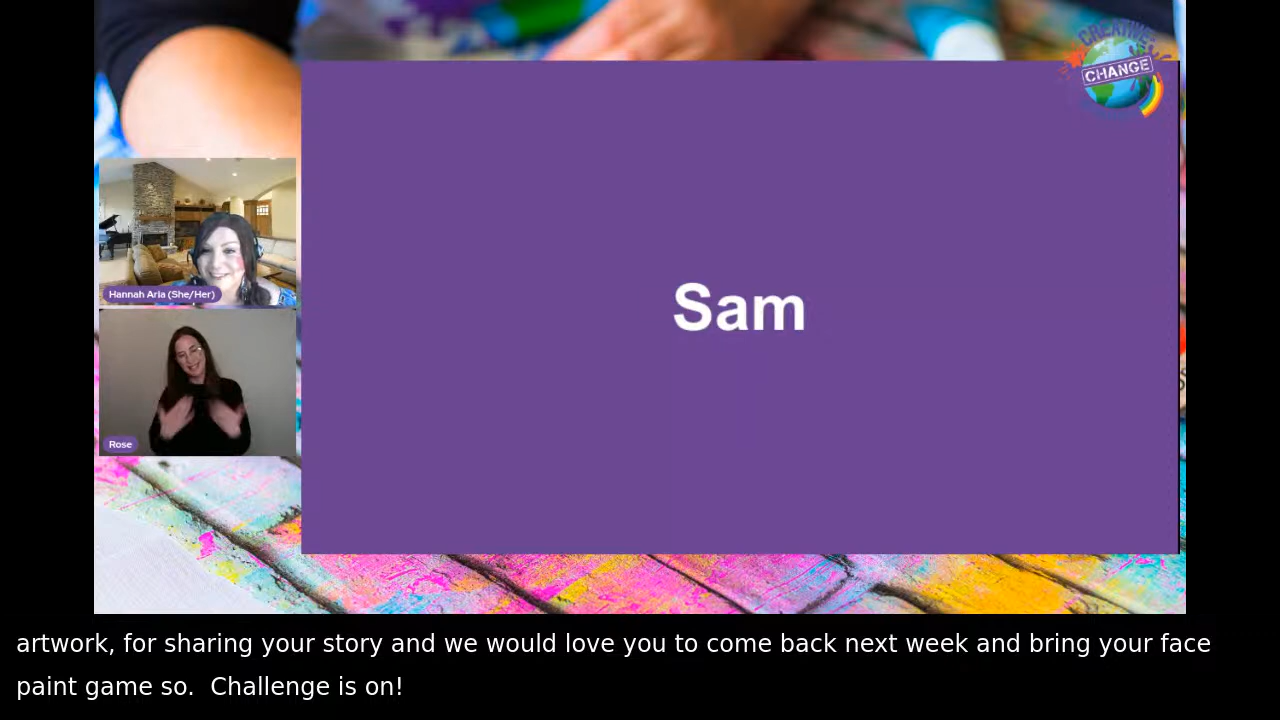 CREATIVE
CHANGE
Sam
Hannah Aria (She/Her)
Rose
artwork, for sharing your story and we would love you to come back next week and bring your face
paint game so.  Challenge is on!